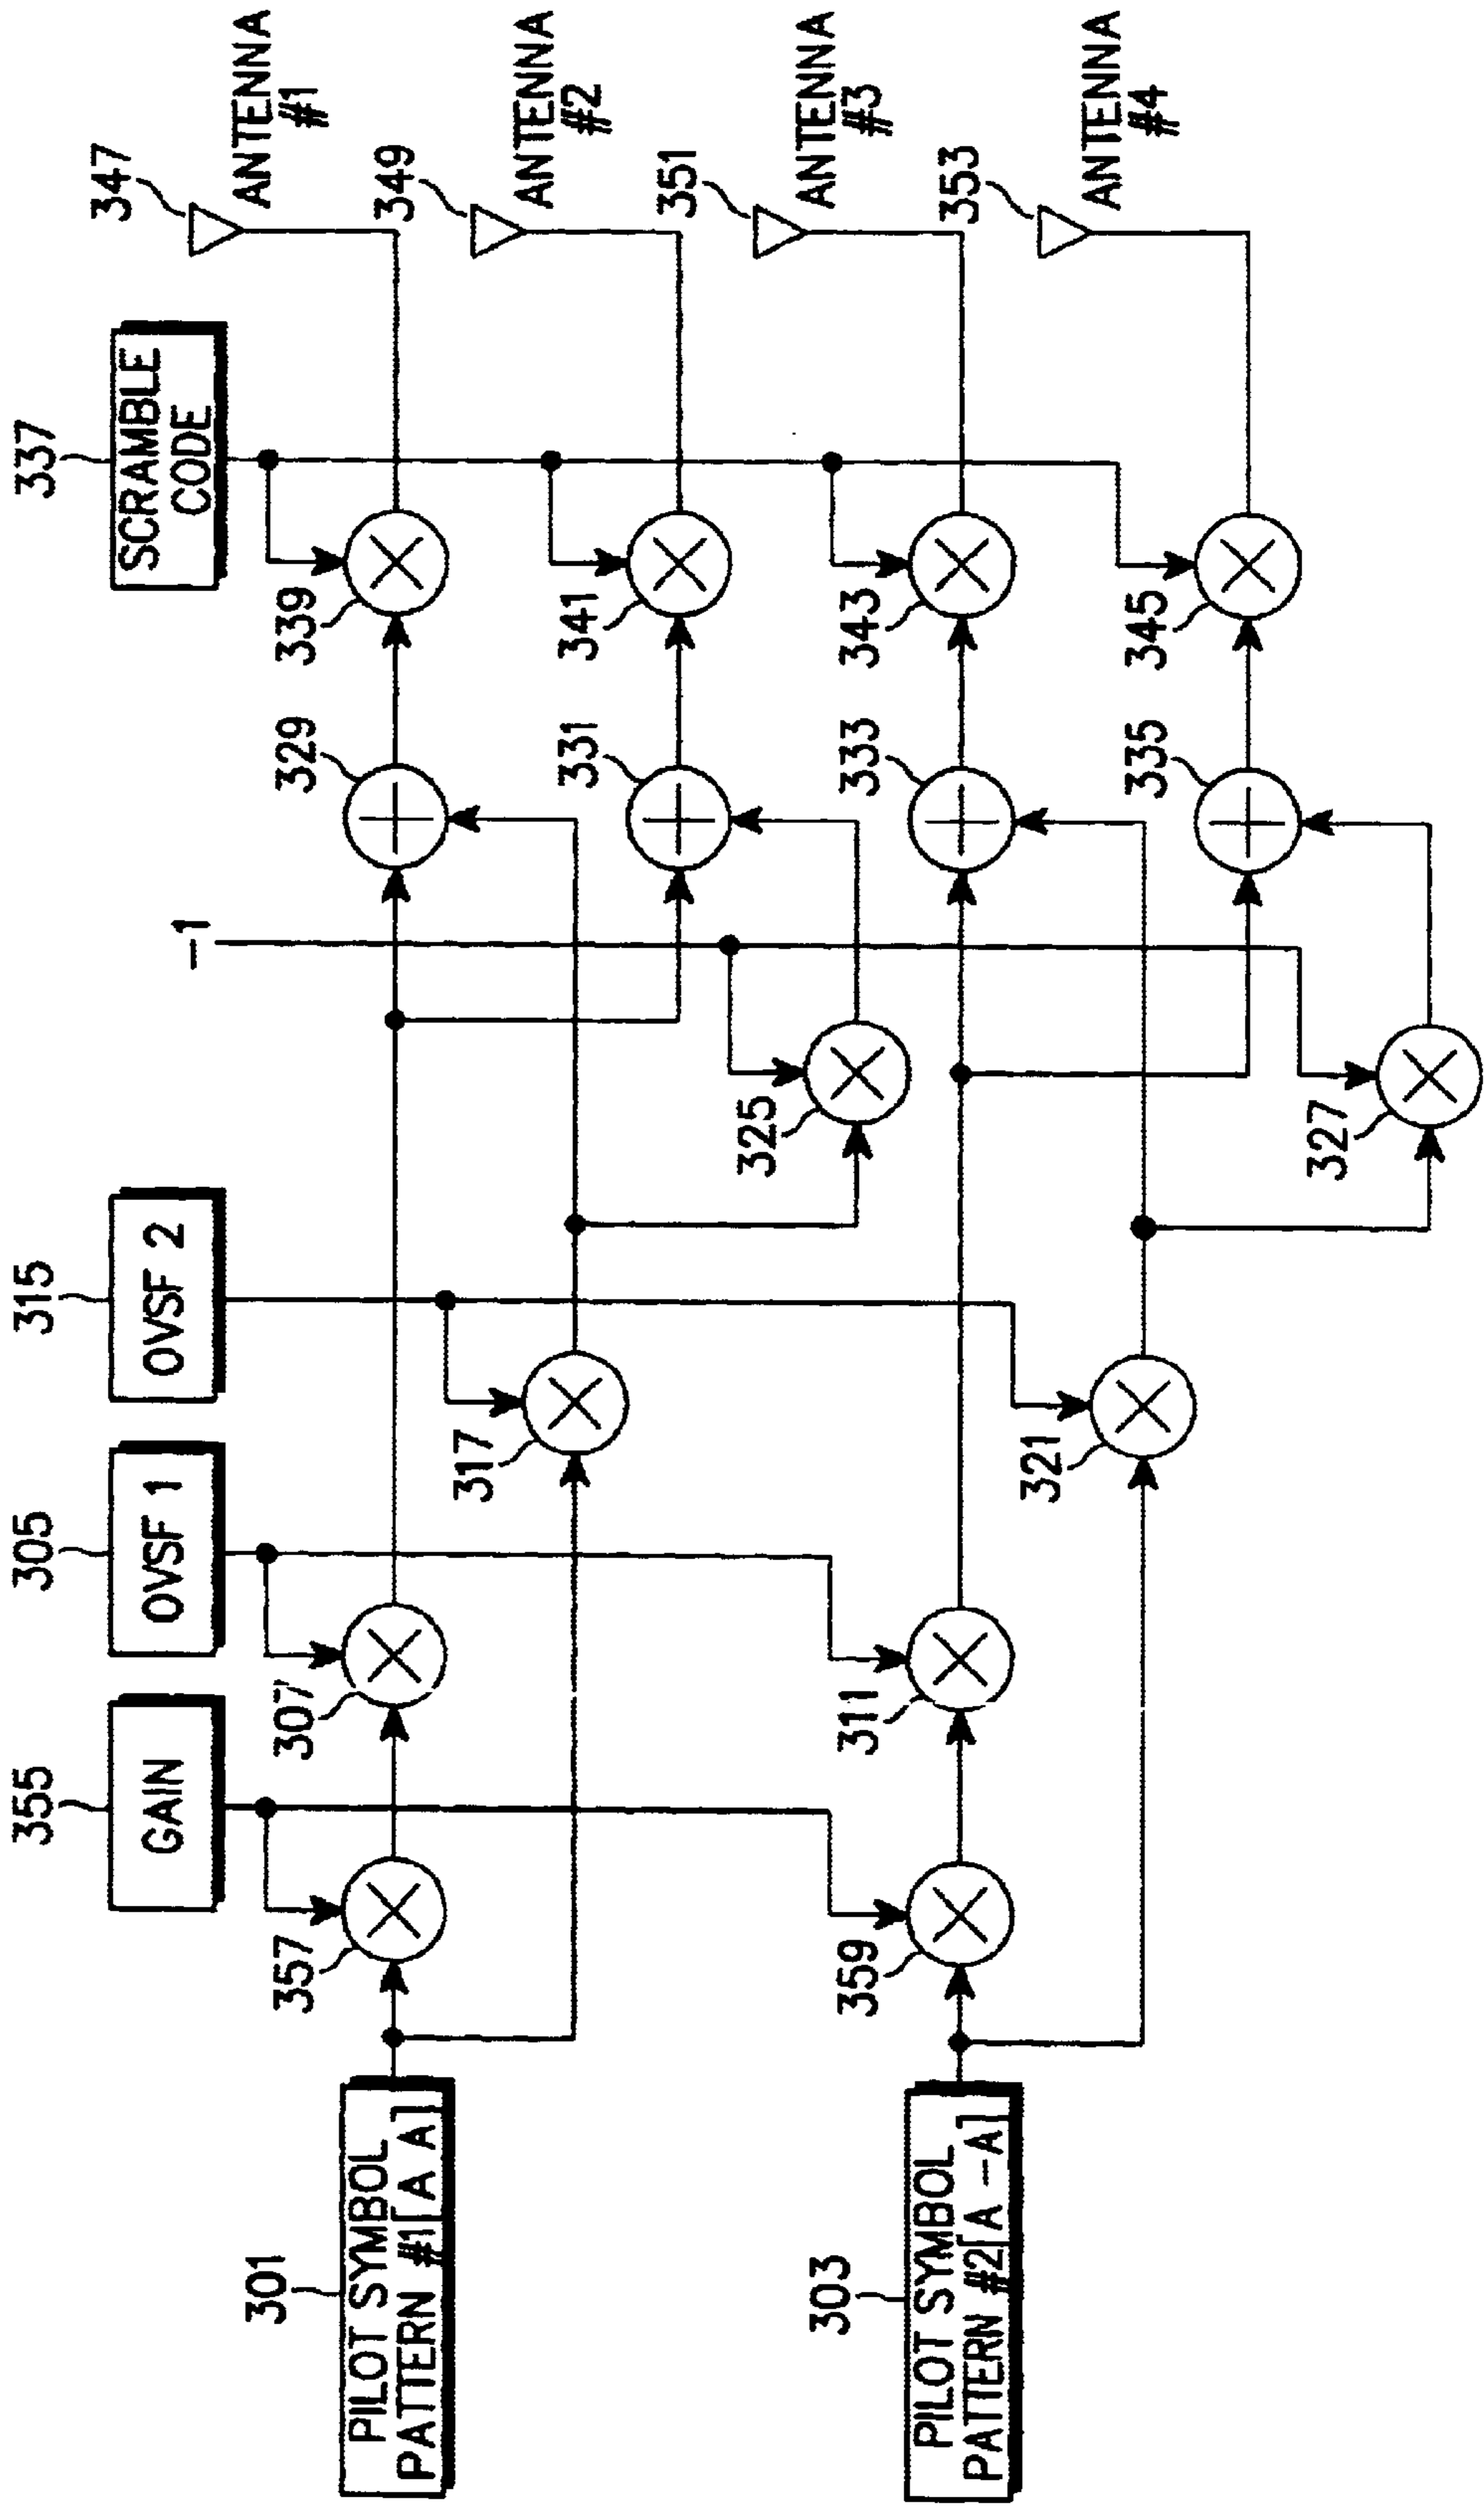 337
SCRAMBLE
CODE
347
ANTENNA
#1
349
ANTENNA
#2
351
ANTENNA
#3
353
ANTENNA
#4
339
341
343
345
329
331
333
335
-1
325
327
315
OVSF 2
317
321
305
OVSF 1
307
311
355
GAIN
357
359
301
PILOT SYMBOL
PATTERN #1[A A]
303
PILOT SYMBOL
PATTERN #2[A -A]